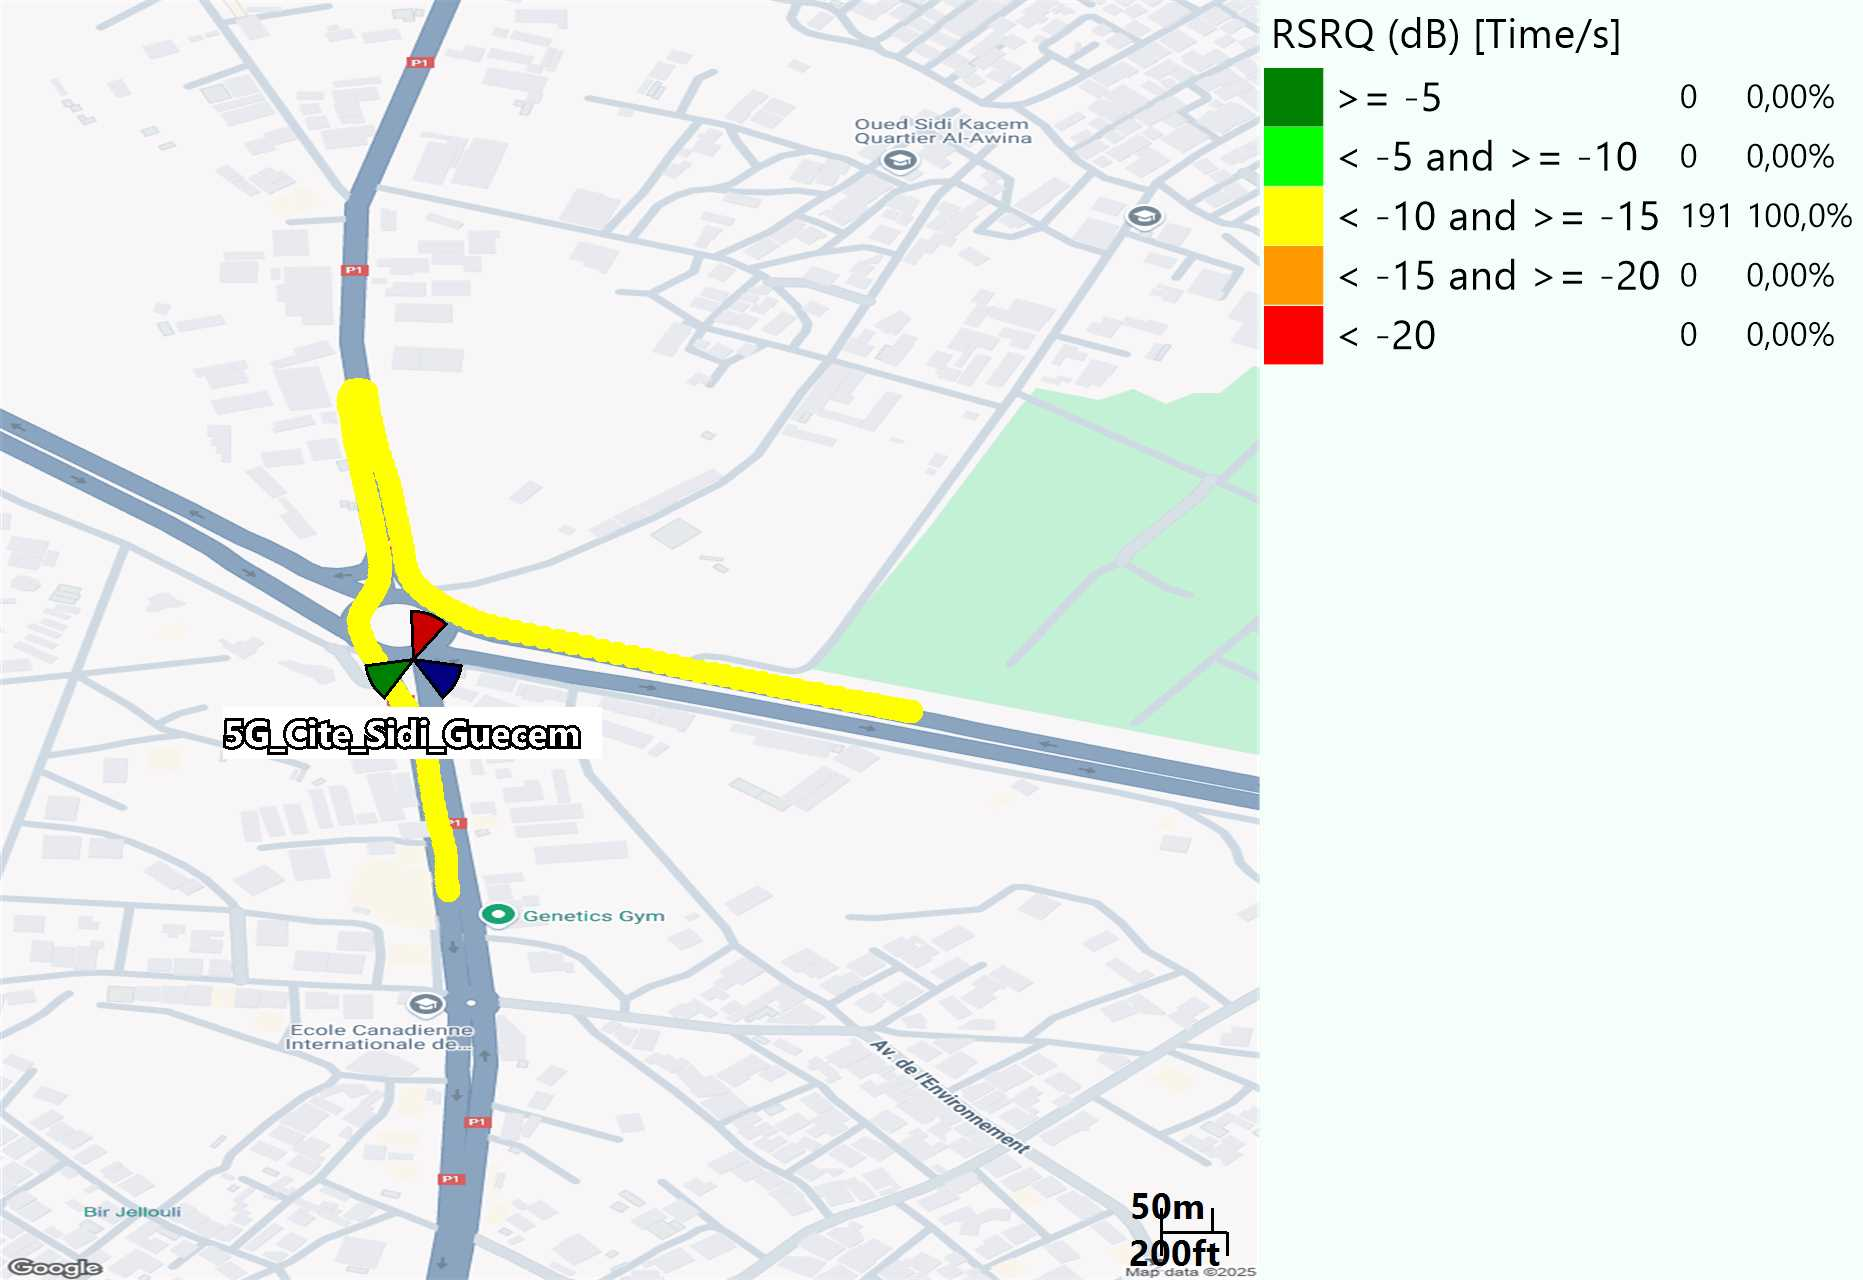 P1
RSRQ (dB) [Time/s]
>= -5 0 0,00%
< -5 and >= -10 0 0,00%
< -10 and >= -15 191 100,0%
< -15 and >= -20 0 0,00%
< -20 0 0,00%
Oued Sidi Kacem
Quartier Al-Awina
P1
5G_Cite_Sidi_Guecem
P1
Genetics Gym
Ecole Canadienne
Internationale de...
Av. de l'Environnement
P1
P1
Bir Jellouli
50m
200ft
Google
Map data ©2025